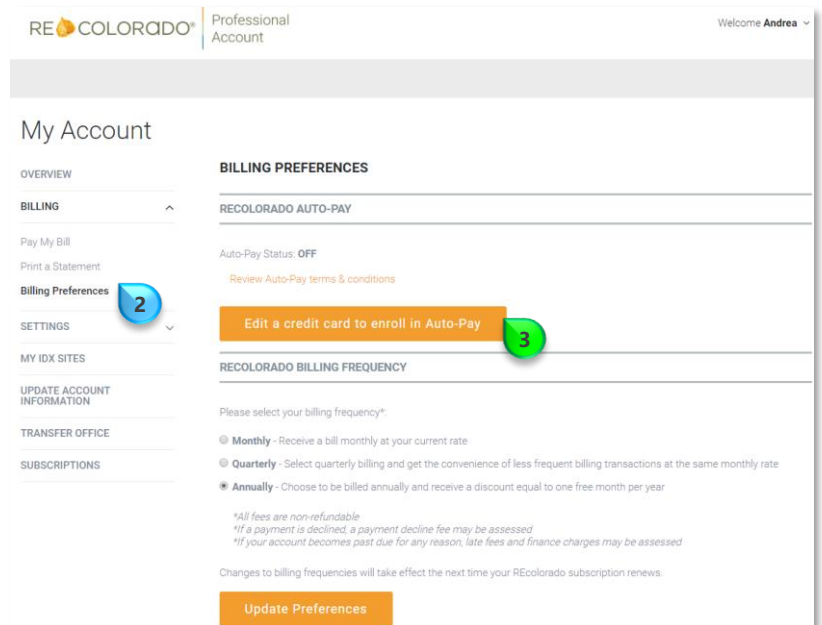 RECOLORADO® Professional
Account
Welcome Andrea
My Account
OVERVIEW
BILLING
Pay My Bill
Print a Statement
Billing Preferences
2
SETTINGS
MY IDX SITES
UPDATE ACCOUNT
INFORMATION
TRANSFER OFFICE
SUBSCRIPTIONS
BILLING PREFERENCES
RECOLORADO AUTO-PAY
Auto-Pay Status: OFF
Review Auto-Pay terms & conditions
Edit a credit card to enroll in Auto-Pay
3
RECOLORADO BILLING FREQUENCY
Please select your billing frequency*:
Monthly - Receive a bill monthly at your current rate
Quarterly - Select quarterly billing and get the convenience of less frequent billing transactions at the same monthly rate
Annually - Choose to be billed annually and receive a discount equal to one free month per year
*All fees are non-refundable
*If a payment is declined, a payment decline fee may be assessed
*If your account becomes past due for any reason, late fees and finance charges may be assessed
Changes to billing frequencies will take effect the next time your REcolorado subscription renews.
Update Preferences